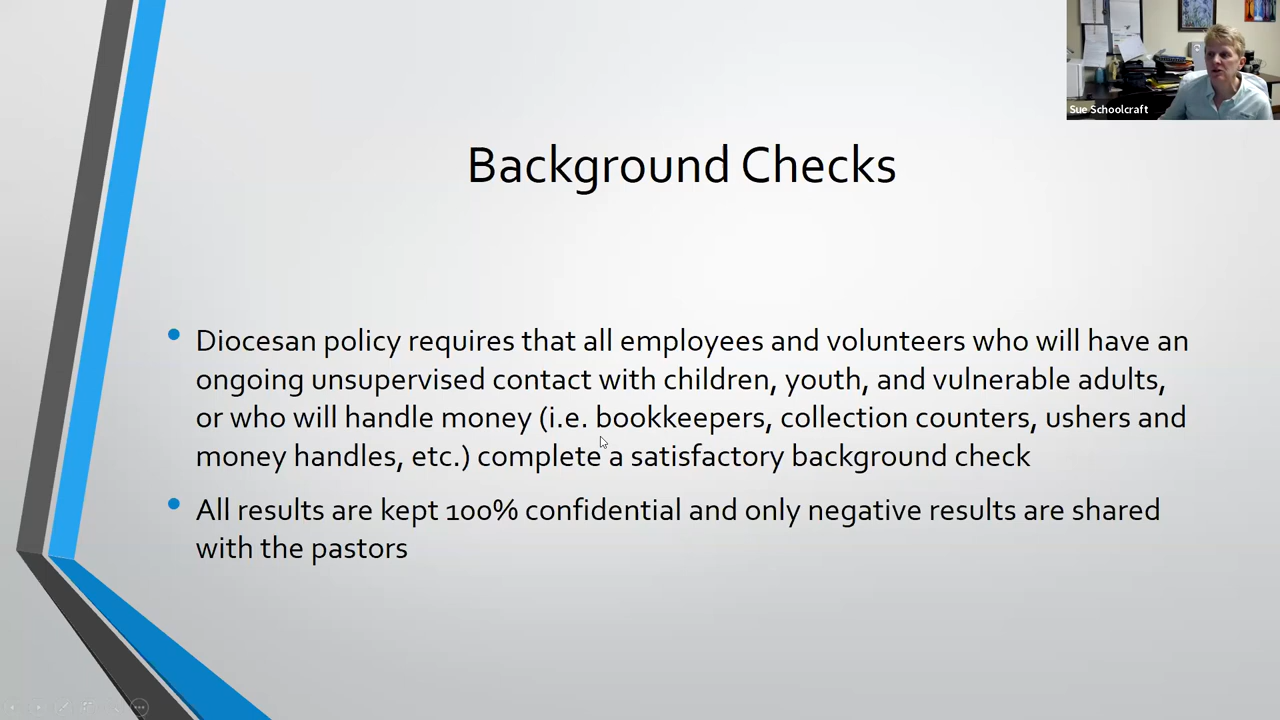 Sue Schoolcraft
Background Checks
Diocesan policy requires that all employees and volunteers who will have an
ongoing unsupervised contact with children, youth, and vulnerable adults,
or who will handle money (i.e. bookkeepers, collection counters, ushers and
money handles, etc.) complete a satisfactory background check
All results are kept 100% confidential and only negative results are shared
with the pastors